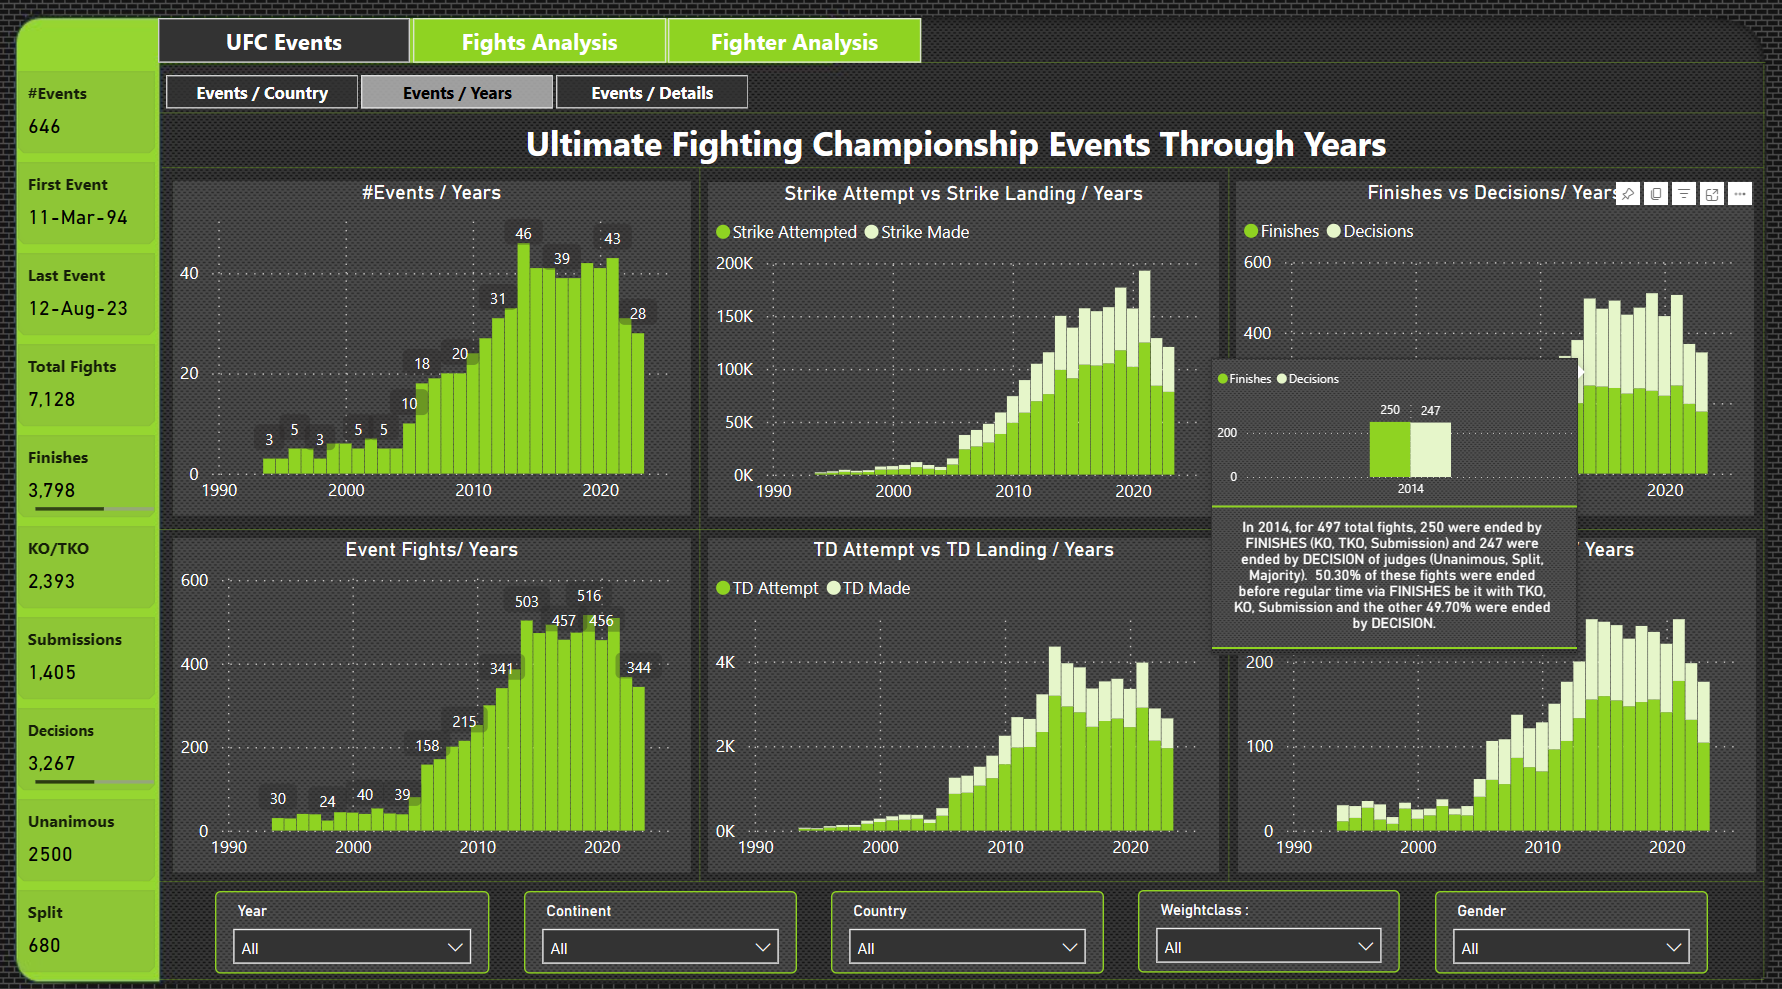 UFC Events
Fights Analysis
Fighter Analysis
Events / Country
Events / Years
Events / Details
Ultimate Fighting Championship Events Through Years
#Events
646
First Event
11-Mar-94
Last Event
12-Aug-23
Total Fights
7,128
Finishes
3,798
KO/TKO
2,393
Submissions
1,405
Decisions
3,267
Unanimous
2500
Split
680
#Events / Years
40
20
0
3
5
3
5
5
10
18
20
31
46
39
43
28
1990
2000
2010
2020
Strike Attempt vs Strike Landing / Years
Strike Attempted
Strike Made
200K
150K
100K
50K
0K
1990
2000
2010
2020
Finishes vs Decisions/ Years
Finishes
Decisions
600
400
2020
Finishes
Decisions
200
0
250
247
2014
In 2014, for 497 total fights, 250 were ended by
FINISHES (KO, TKO, Submission) and 247 were
ended by DECISION of judges (Unanimous, Split,
Majority). 50.30% of these fights were ended
before regular time via FINISHES be it with TKO,
KO, Submission and the other 49.70% were ended
by DECISION.
Event Fights/ Years
600
400
200
0
30
24
40
39
158
215
341
503
457
516
456
344
1990
2000
2010
2020
TD Attempt vs TD Landing / Years
TD Attempt
TD Made
4K
2K
0K
1990
2000
2010
2020
/ Years
200
100
0
1990
2000
2010
2020
Year
All
Continent
All
Country
All
Weightclass :
All
Gender
All